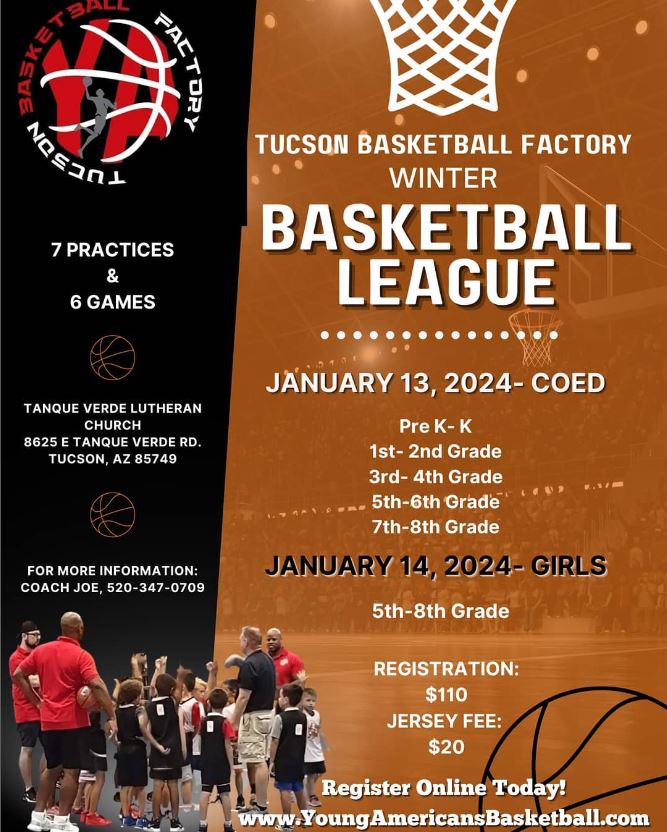 BASKETBALL FACTORY
TUCSON
YA
7 PRACTICES
&
6 GAMES
TANQUE VERDE LUTHERAN
CHURCH
8625 E TANQUE VERDE RD.
TUCSON, AZ 85749
FOR MORE INFORMATION:
COACH JOE, 520-347-0709
TUCSON BASKETBALL FACTORY
WINTER
BASKETBALL
LEAGUE
JANUARY 13, 2024- COED
Pre K- K
1st- 2nd Grade
3rd- 4th Grade
5th-6th Grade
7th-8th Grade
JANUARY 14, 2024- GIRLS
5th-8th Grade
REGISTRATION:
$110
JERSEY FEE:
$20
Register Online Today!
www.YoungAmericansBasketball.com